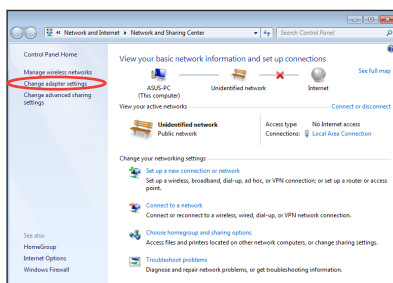 « Network and Internet ▸ Network and Sharing Center
Search Control Panel
Control Panel Home
Manage wireless networks
Change adapter settings
Change advanced sharing
settings
See also
HomeGroup
Internet Options
Windows Firewall
View your basic network information and set up connections
See full map
ASUS-PC
(This computer)
Unidentified network
Internet
View your active networks
Connect or disconnect
Unidentified network
Public network
Access type: No Internet access
Connections: Local Area Connection
Change your networking settings
Set up a new connection or network
Set up a wireless, broadband, dial-up, ad hoc, or VPN connection; or set up a router or access
point.
Connect to a network
Connect or reconnect to a wireless, wired, dial-up, or VPN network connection.
Choose homegroup and sharing options
Access files and printers located on other network computers, or change sharing settings.
Troubleshoot problems
Diagnose and repair network problems, or get troubleshooting information.